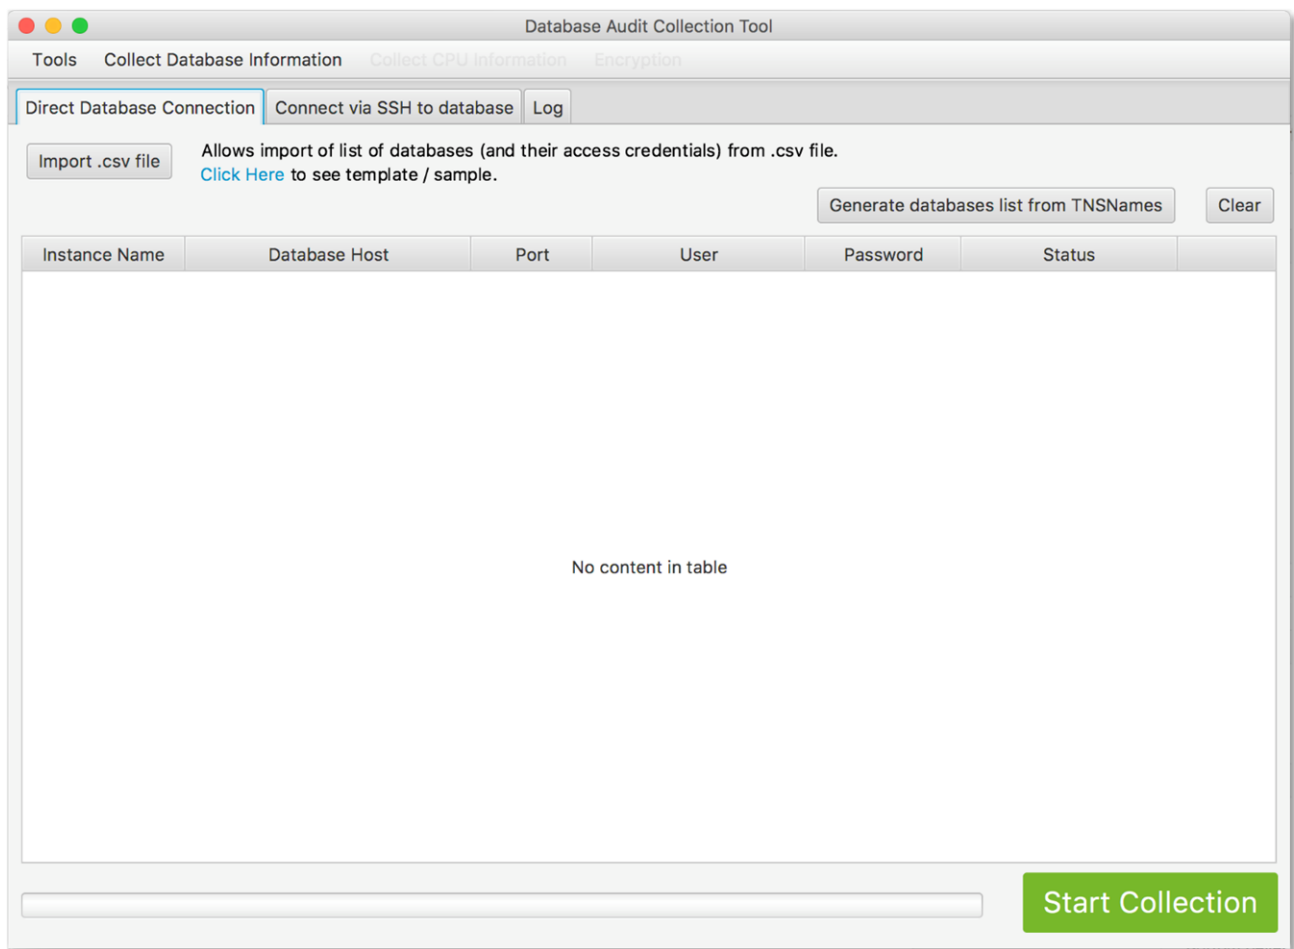 Database Audit Collection Tool
Tools Collect Database Information Collect CPU Information Encryption
Direct Database Connection Connect via SSH to database Log
Import .csv file
Allows import of list of databases (and their access credentials) from .csv file.
Click Here to see template / sample.
Generate databases list from TNSNames Clear
Instance Name Database Host Port User Password Status
No content in table
Start Collection